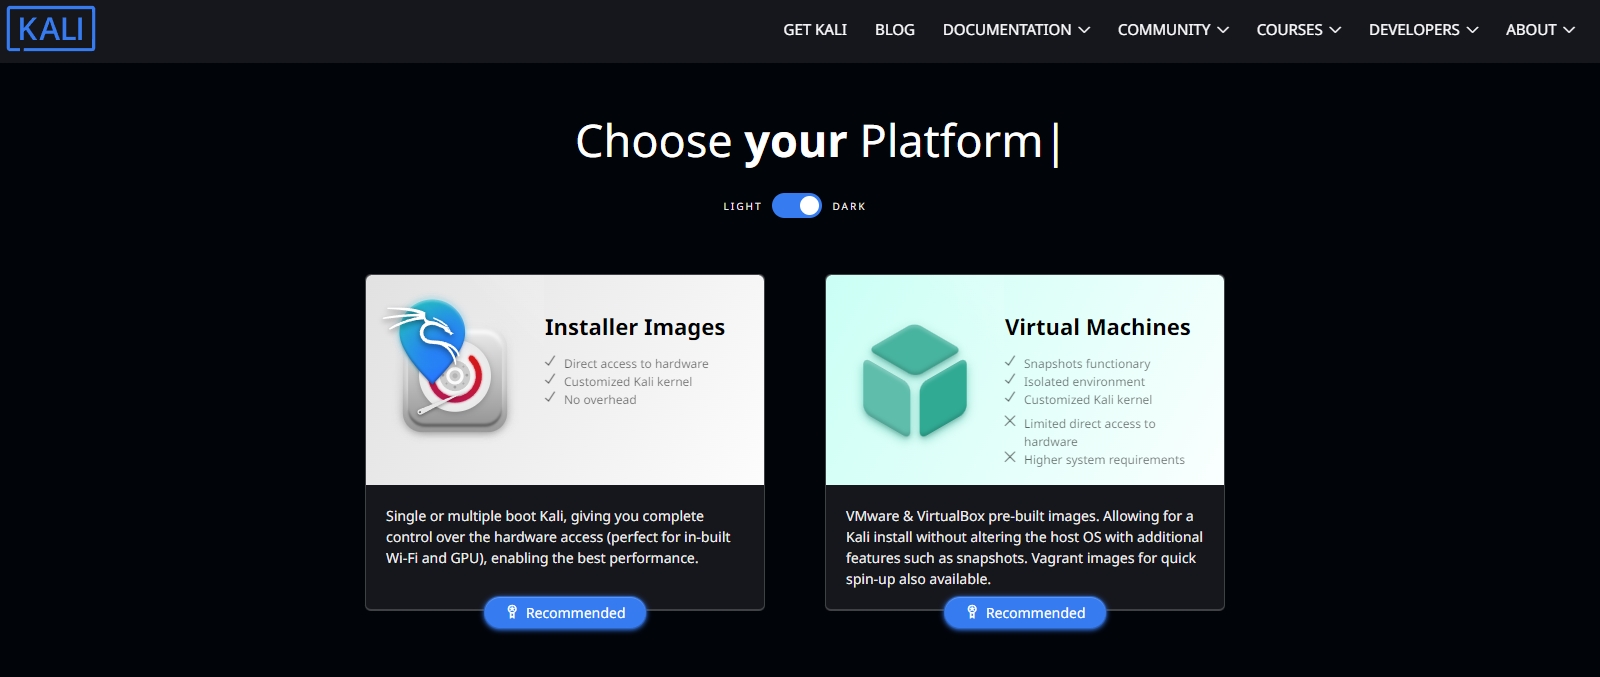 KALI
GET KALI BLOG DOCUMENTATION COMMUNITY COURSES DEVELOPERS ABOUT
Choose your Platform|
LIGHT DARK
Installer Images
Direct access to hardware
Customized Kali kernel
No overhead
Single or multiple boot Kali, giving you complete
control over the hardware access (perfect for in-built
Wi-Fi and GPU), enabling the best performance.
Recommended
Virtual Machines
Snapshots functionary
Isolated environment
Customized Kali kernel
Limited direct access to
hardware
Higher system requirements
VMware & VirtualBox pre-built images. Allowing for a
Kali install without altering the host OS with additional
features such as snapshots. Vagrant images for quick
spin-up also available.
Recommended